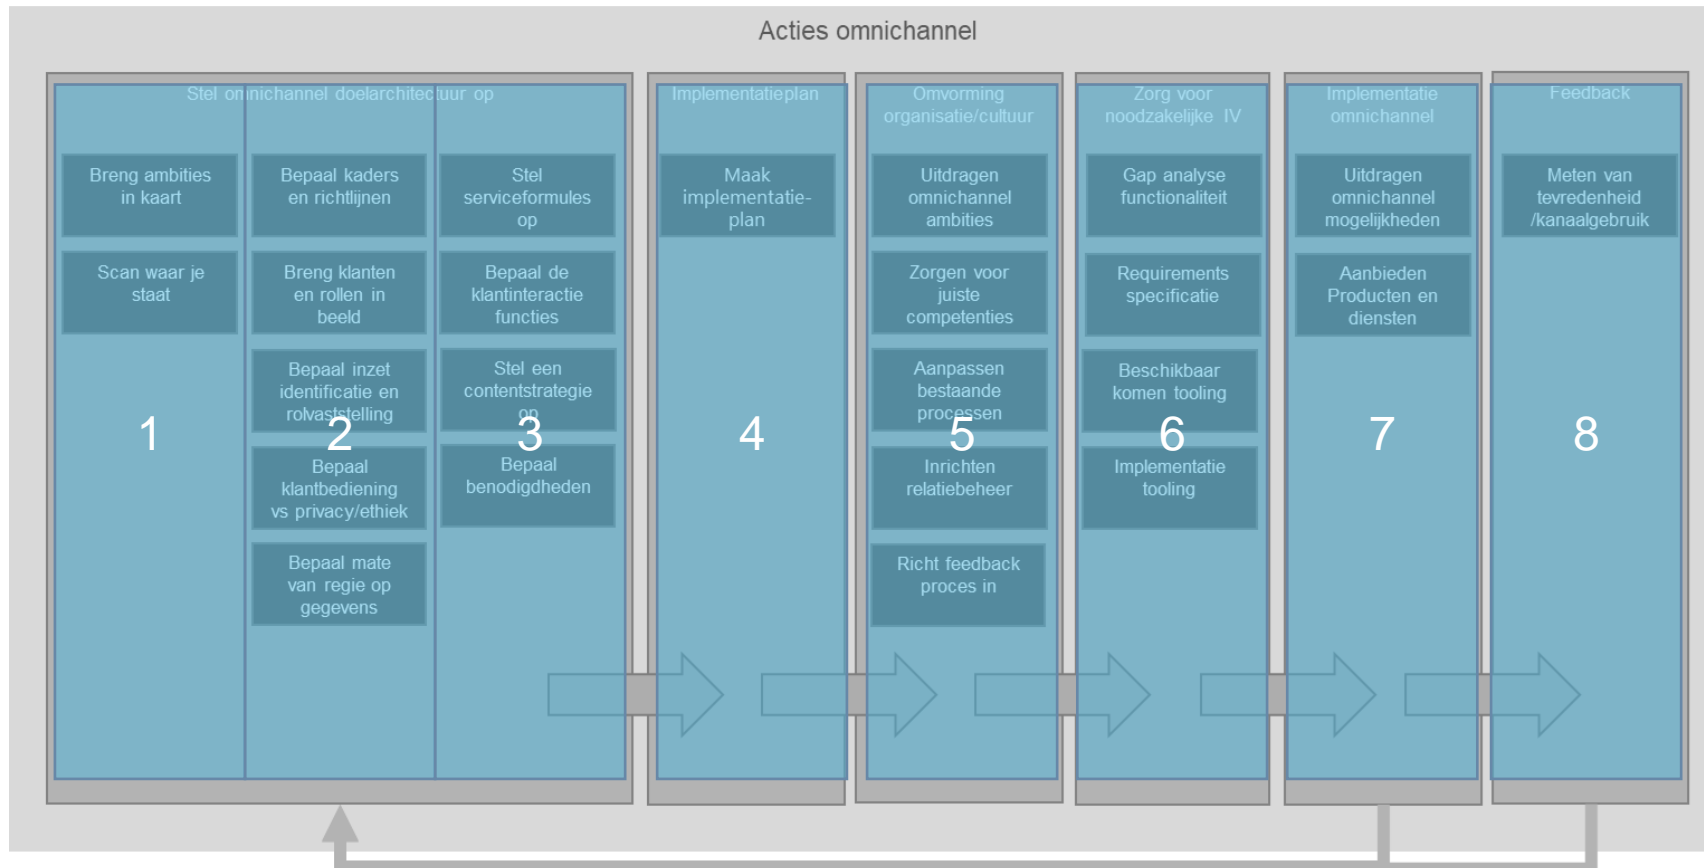 Acties omnichannel
Stel omnichannel doelarchitectuur op
Breng ambities
in kaart
Scan waar je
staat
1
Bepaal kaders
en richtlijnen
Breng klanten
en rollen in
beeld
Bepaal inzet
identificatie en
rolvaststelling
2
Bepaal
klantbediening
vs privacy/ethiek
Bepaal mate
van regie op
gegevens
Stel
serviceformules
op
Bepaal de
klantinteractie
functies
Stel een
contentstrategie
op
3
Bepaal
benodigdheden
Implementatieplan
Maak
implementatie-
plan
4
Omvorming
organisatie/cultuur
Uitdragen
omnichannel
ambities
Zorgen voor
juiste
competenties
Aanpassen
bestaande
processen
5
Inrichten
relatiebeheer
Richt feedback
proces in
Zorg voor
noodzakelijke IV
Gap analyse
functionaliteit
Requirements
specificatie
Beschikbaar
komen tooling
6
Implementatie
tooling
Implementatie
omnichannel
Uitdragen
omnichannel
mogelijkheden
Aanbieden
Producten en
diensten
7
Feedback
Meten van
tevredenheid
/kanaalgebruik
8